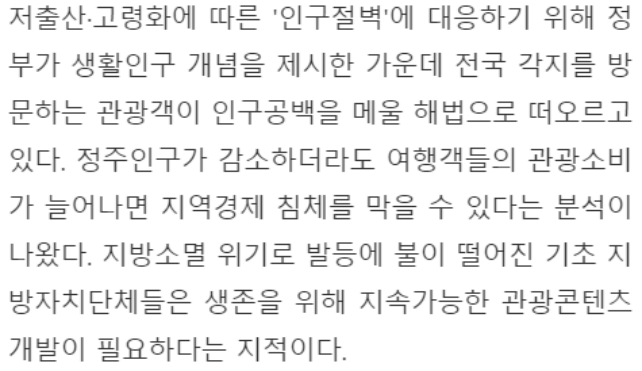 저출산·고령화에 따른 '인구절벽'에 대응하기 위해 정
부가 생활인구 개념을 제시한 가운데 전국 각지를 방
문하는 관광객이 인구공백을 메울 해법으로 떠오르고
있다. 정주인구가 감소하더라도 여행객들의 관광소비
가 늘어나면 지역경제 침체를 막을 수 있다는 분석이
나왔다. 지방소멸 위기로 발등에 불이 떨어진 기초 지
방자치단체들은 생존을 위해 지속가능한 관광콘텐츠
개발이 필요하다는 지적이다.